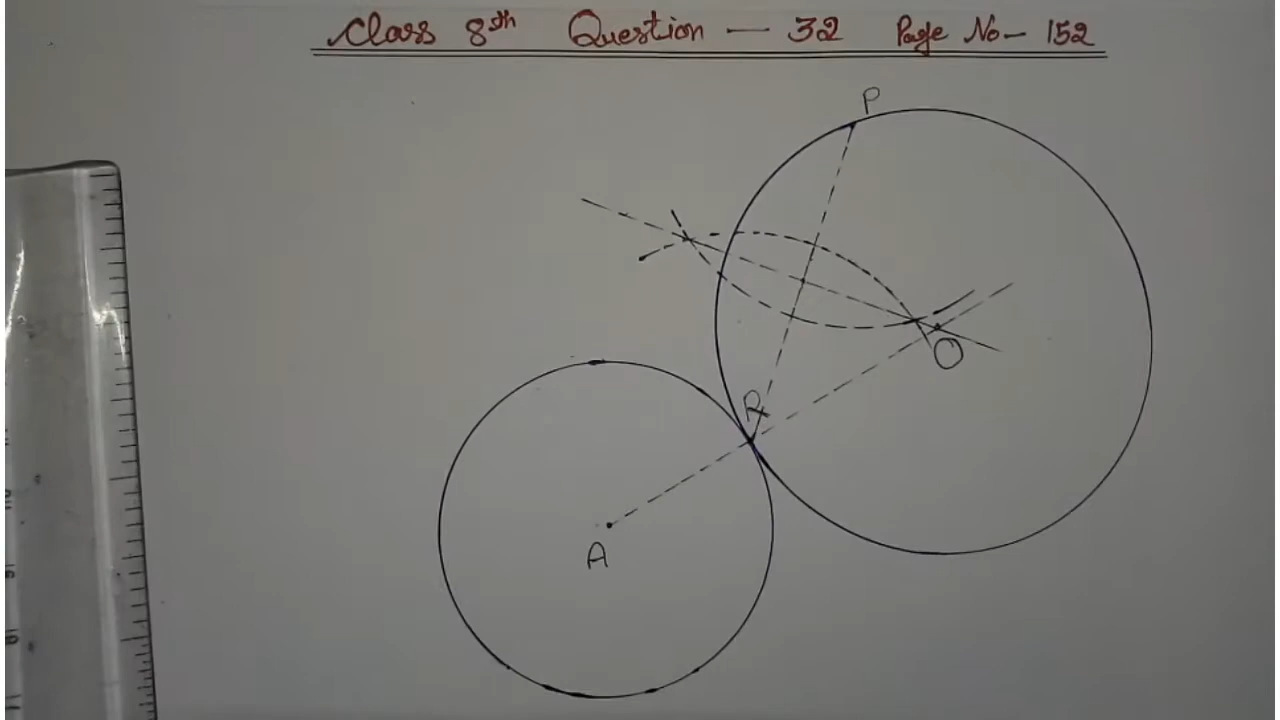 Class 8th Question — 32 Page No- 152
P
O
R
A